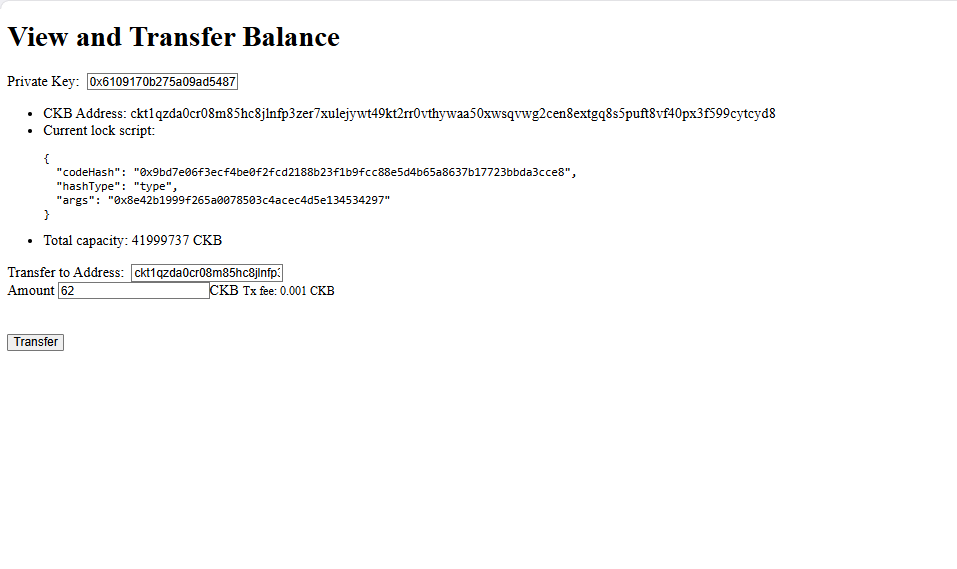 View and Transfer Balance
Private Key: 0x6109170b275a09ad5487
CKB Address: ckt1qzda0cr08m85hc8jlnfp3zer7xulejywt49kt2rr0vthywaa50xwsqvwg2cen8extgq8s5puft8vf40px3f599cytcyd8
Current lock script:
{
"codeHash": "0x9bd7e06f3ecf4be0f2fcd2188b23f1b9fcc88e5d4b65a8637b17723bbda3cce8",
"hashType": "type",
"args": "0x8e42b1999f265a0078503c4acec4d5e134534297"
}
Total capacity: 41999737 CKB
Transfer to Address: ckt1qzda0cr08m85hc8jlnfp3
Amount 62 CKB Tx fee: 0.001 CKB
Transfer